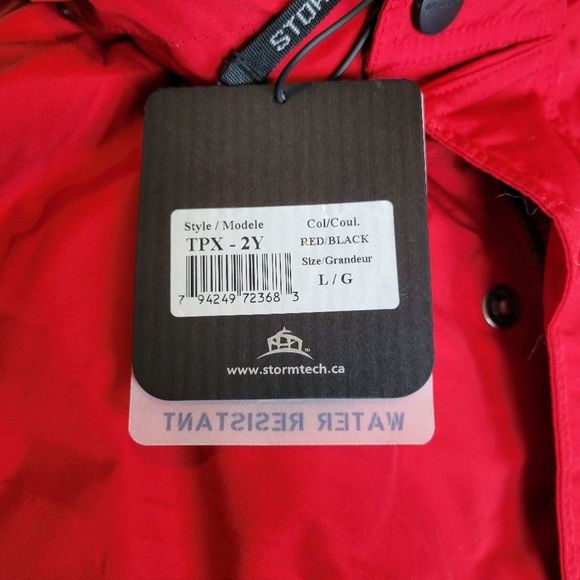 STOR
Style / Modele
TPX - 2Y
Col/Coul.
RED/BLACK
Size/Grandeur
L / G
7 94249 72368 3
www.stormtech.ca
WATER RESISTANT